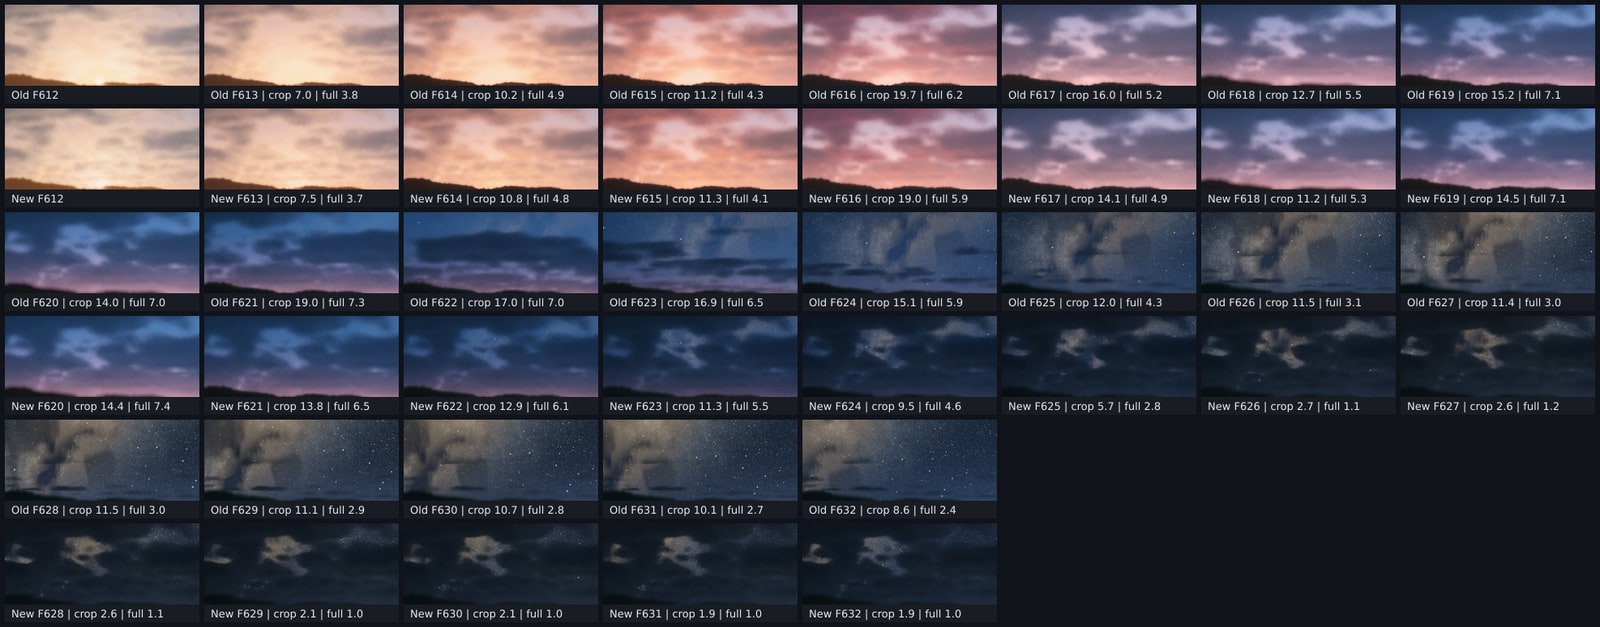 Old F612
Old F613 | crop 7.0 | full 3.8
Old F614 | crop 10.2 | full 4.9
Old F615 | crop 11.2 | full 4.3
Old F616 | crop 19.7 | full 6.2
Old F617 | crop 16.0 | full 5.2
Old F618 | crop 12.7 | full 5.5
Old F619 | crop 15.2 | full 7.1
New F612
New F613 | crop 7.5 | full 3.7
New F614 | crop 10.8 | full 4.8
New F615 | crop 11.3 | full 4.1
New F616 | crop 19.0 | full 5.9
New F617 | crop 14.1 | full 4.9
New F618 | crop 11.2 | full 5.3
New F619 | crop 14.5 | full 7.1
Old F620 | crop 14.0 | full 7.0
Old F621 | crop 19.0 | full 7.3
Old F622 | crop 17.0 | full 7.0
Old F623 | crop 16.9 | full 6.5
Old F624 | crop 15.1 | full 5.9
Old F625 | crop 12.0 | full 4.3
Old F626 | crop 11.5 | full 3.1
Old F627 | crop 11.4 | full 3.0
New F620 | crop 14.4 | full 7.4
New F621 | crop 13.8 | full 6.5
New F622 | crop 12.9 | full 6.1
New F623 | crop 11.3 | full 5.5
New F624 | crop 9.5 | full 4.6
New F625 | crop 5.7 | full 2.8
New F626 | crop 2.7 | full 1.1
New F627 | crop 2.6 | full 1.2
Old F628 | crop 11.5 | full 3.0
Old F629 | crop 11.1 | full 2.9
Old F630 | crop 10.7 | full 2.8
Old F631 | crop 10.1 | full 2.7
Old F632 | crop 8.6 | full 2.4
New F628 | crop 2.6 | full 1.1
New F629 | crop 2.1 | full 1.0
New F630 | crop 2.1 | full 1.0
New F631 | crop 1.9 | full 1.0
New F632 | crop 1.9 | full 1.0